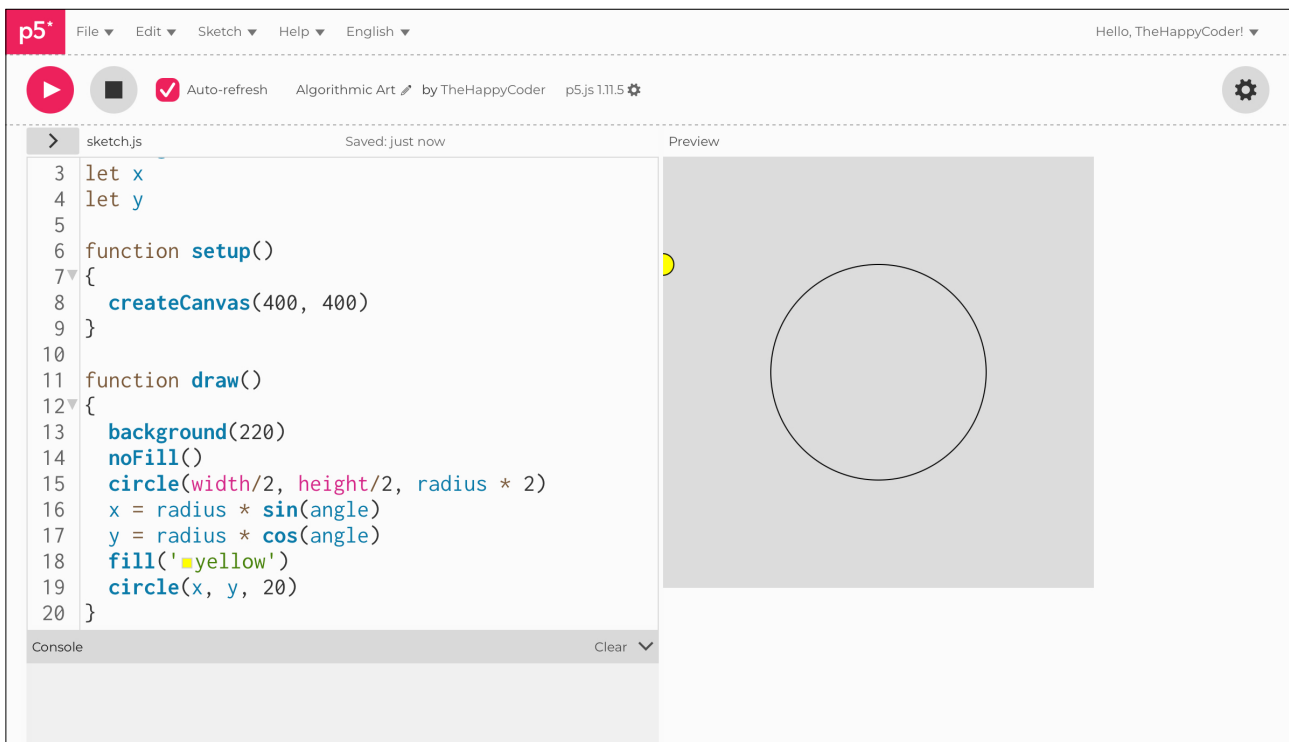 p5* File Edit Sketch Help English Hello, TheHappyCoder!
Auto-refresh Algorithmic Art by TheHappyCoder p5.js 1.11.5
sketch.js Saved: just now Preview
3 let x
4 let y
5
6 function setup()
7 {
8 createCanvas(400, 400)
9 }
10
11 function draw()
12 {
13 background(220)
14 noFill()
15 circle(width/2, height/2, radius * 2)
16 x = radius * sin(angle)
17 y = radius * cos(angle)
18 fill('yellow')
19 circle(x, y, 20)
20 }
Console Clear